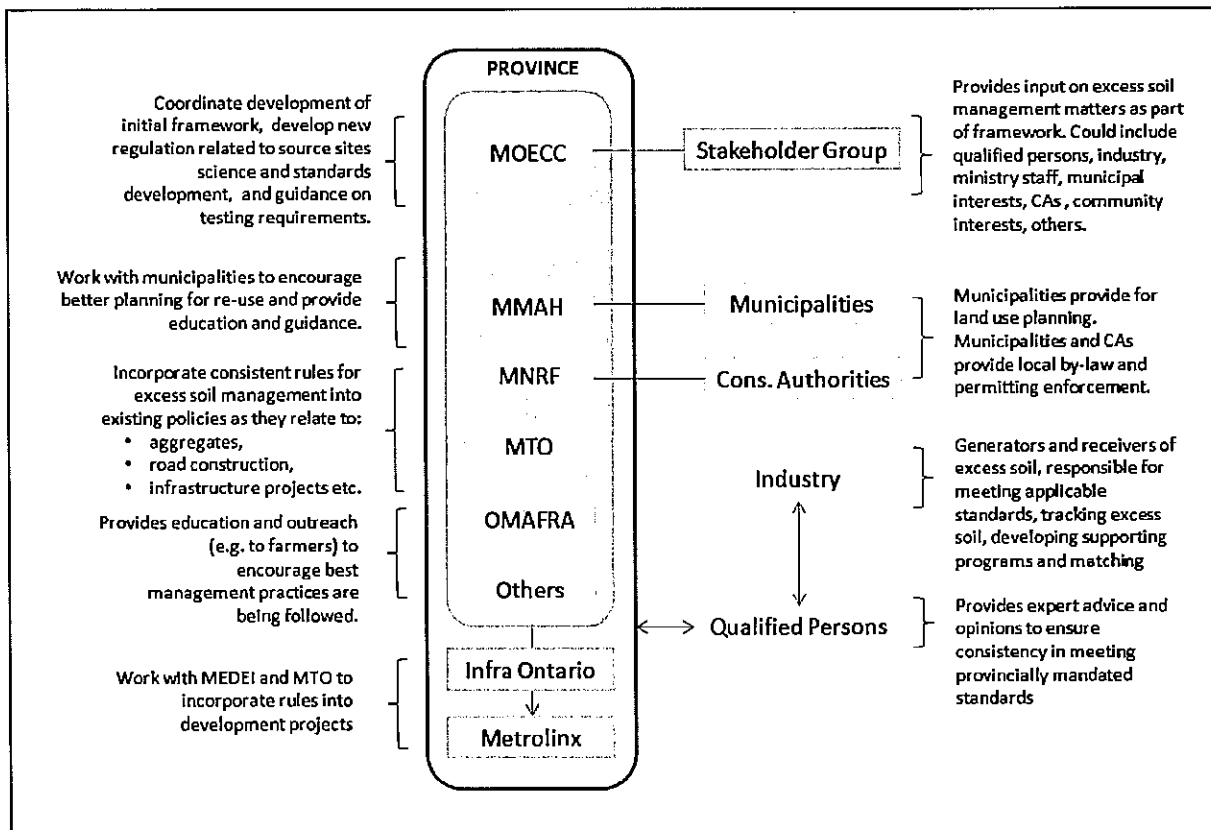 PROVINCE
Coordinate development of
initial framework, develop new
regulation related to source sites
science and standards
development, and guidance on
testing requirements.
MOECC
Stakeholder Group
Provides input on excess soil
management matters as part
of framework. Could include
qualified persons, industry,
ministry staff, municipal
interests, CAs, community
interests, others.
Work with municipalities to encourage
better planning for re-use and provide
education and guidance.
MMAH
Municipalities
Municipalities provide for
land use planning.
Municipalities and CAs
provide local by-law and
permitting enforcement.
MNRF
Cons. Authorities
Incorporate consistent rules for
excess soil management into
existing policies as they relate to:
• aggregates,
• road construction,
• infrastructure projects etc.
MTO
Industry
Generators and receivers of
excess soil, responsible for
meeting applicable
standards, tracking excess
soil, developing supporting
programs and matching
Provides education and outreach
(e.g. to farmers) to
encourage best
management practices are
being followed.
OMAFRA
Others
Qualified Persons
Provides expert advice and
opinions to ensure
consistency in meeting
provincially mandated
standards
Work with MEDEI and MTO to
incorporate rules into
development projects
Infra Ontario
Metrolinx